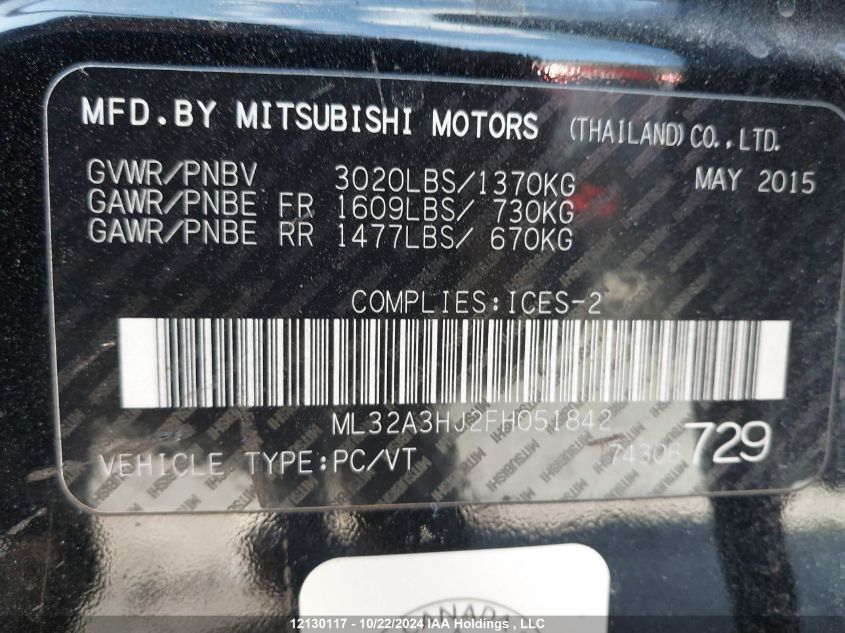 MFD.BY MITSUBISHI MOTORS (THAILAND) CO.,LTD.
GVWR/PNBV 3020LBS/1370KG MAY 2015
GAWR/PNBE FR 1609LBS/ 730KG
GAWR/PNBE RR 1477LBS/ 670KG
COMPLIES:ICES-2
ML32A3HJ2FH051842
VEHICLE TYPE:PC/VT 729
CANADA
12130117 - 10/22/2024 IAA Holdings , LLC